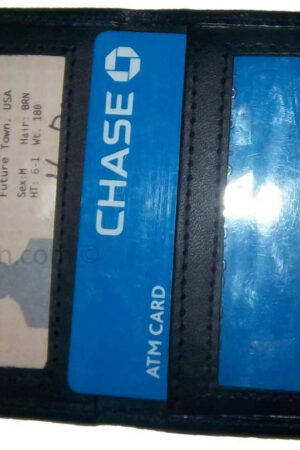 Future Town, USA
Sex:M Hair: BRN
HT: 6-1 Wt. 180
CHASE
ATM CARD